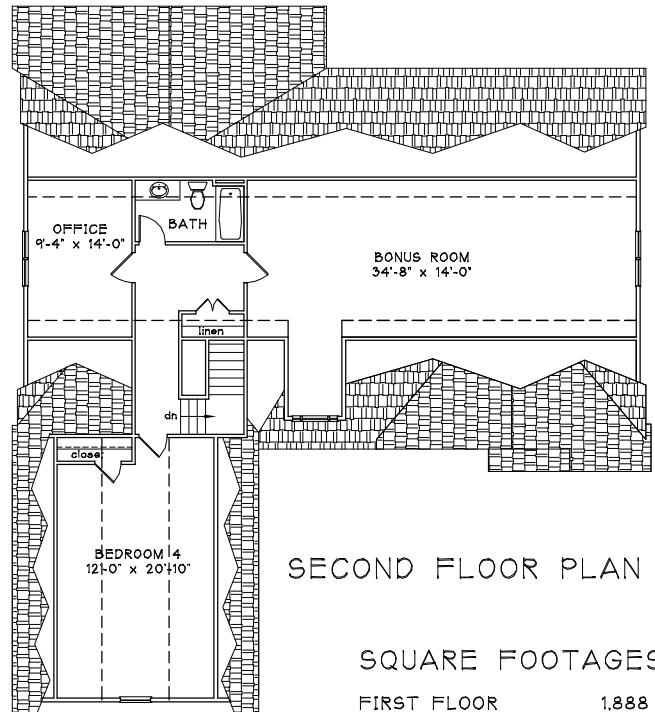 OFFICE
9'-4" x 14'-0"
BATH
BONUS ROOM
34'-8" x 14'-0"
linen
dn
close
BEDROOM 4
12'-0" x 20'-10"
SECOND FLOOR PLAN
SQUARE FOOTAGES
FIRST FLOOR 1,888